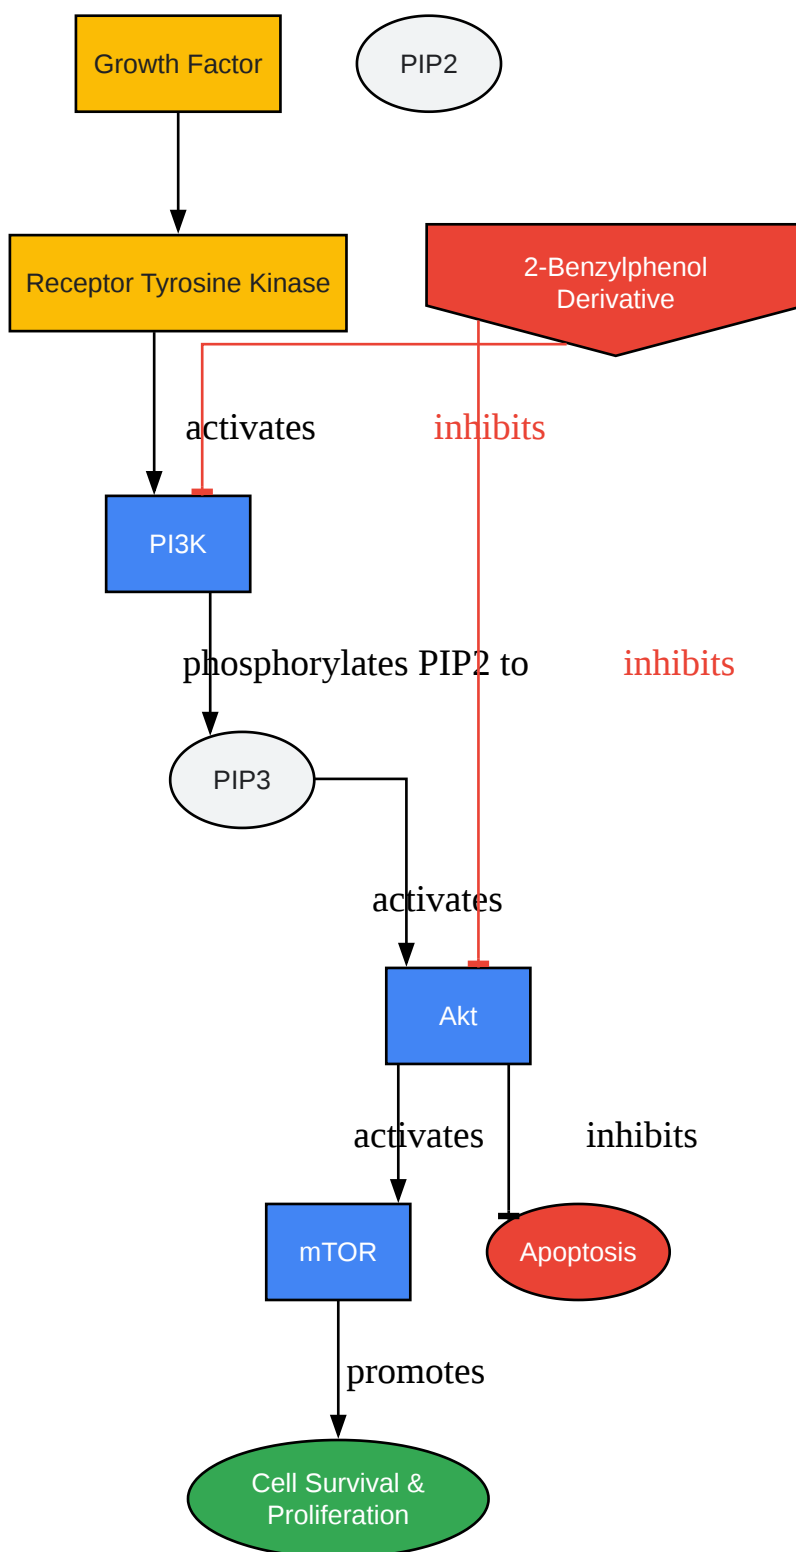 Growth Factor
PIP2
Receptor Tyrosine Kinase
2-Benzylphenol
Derivative
activates
inhibits
PI3K
phosphorylates PIP2 to
inhibits
PIP3
activates
Akt
activates
inhibits
mTOR
Apoptosis
promotes
Cell Survival &
Proliferation